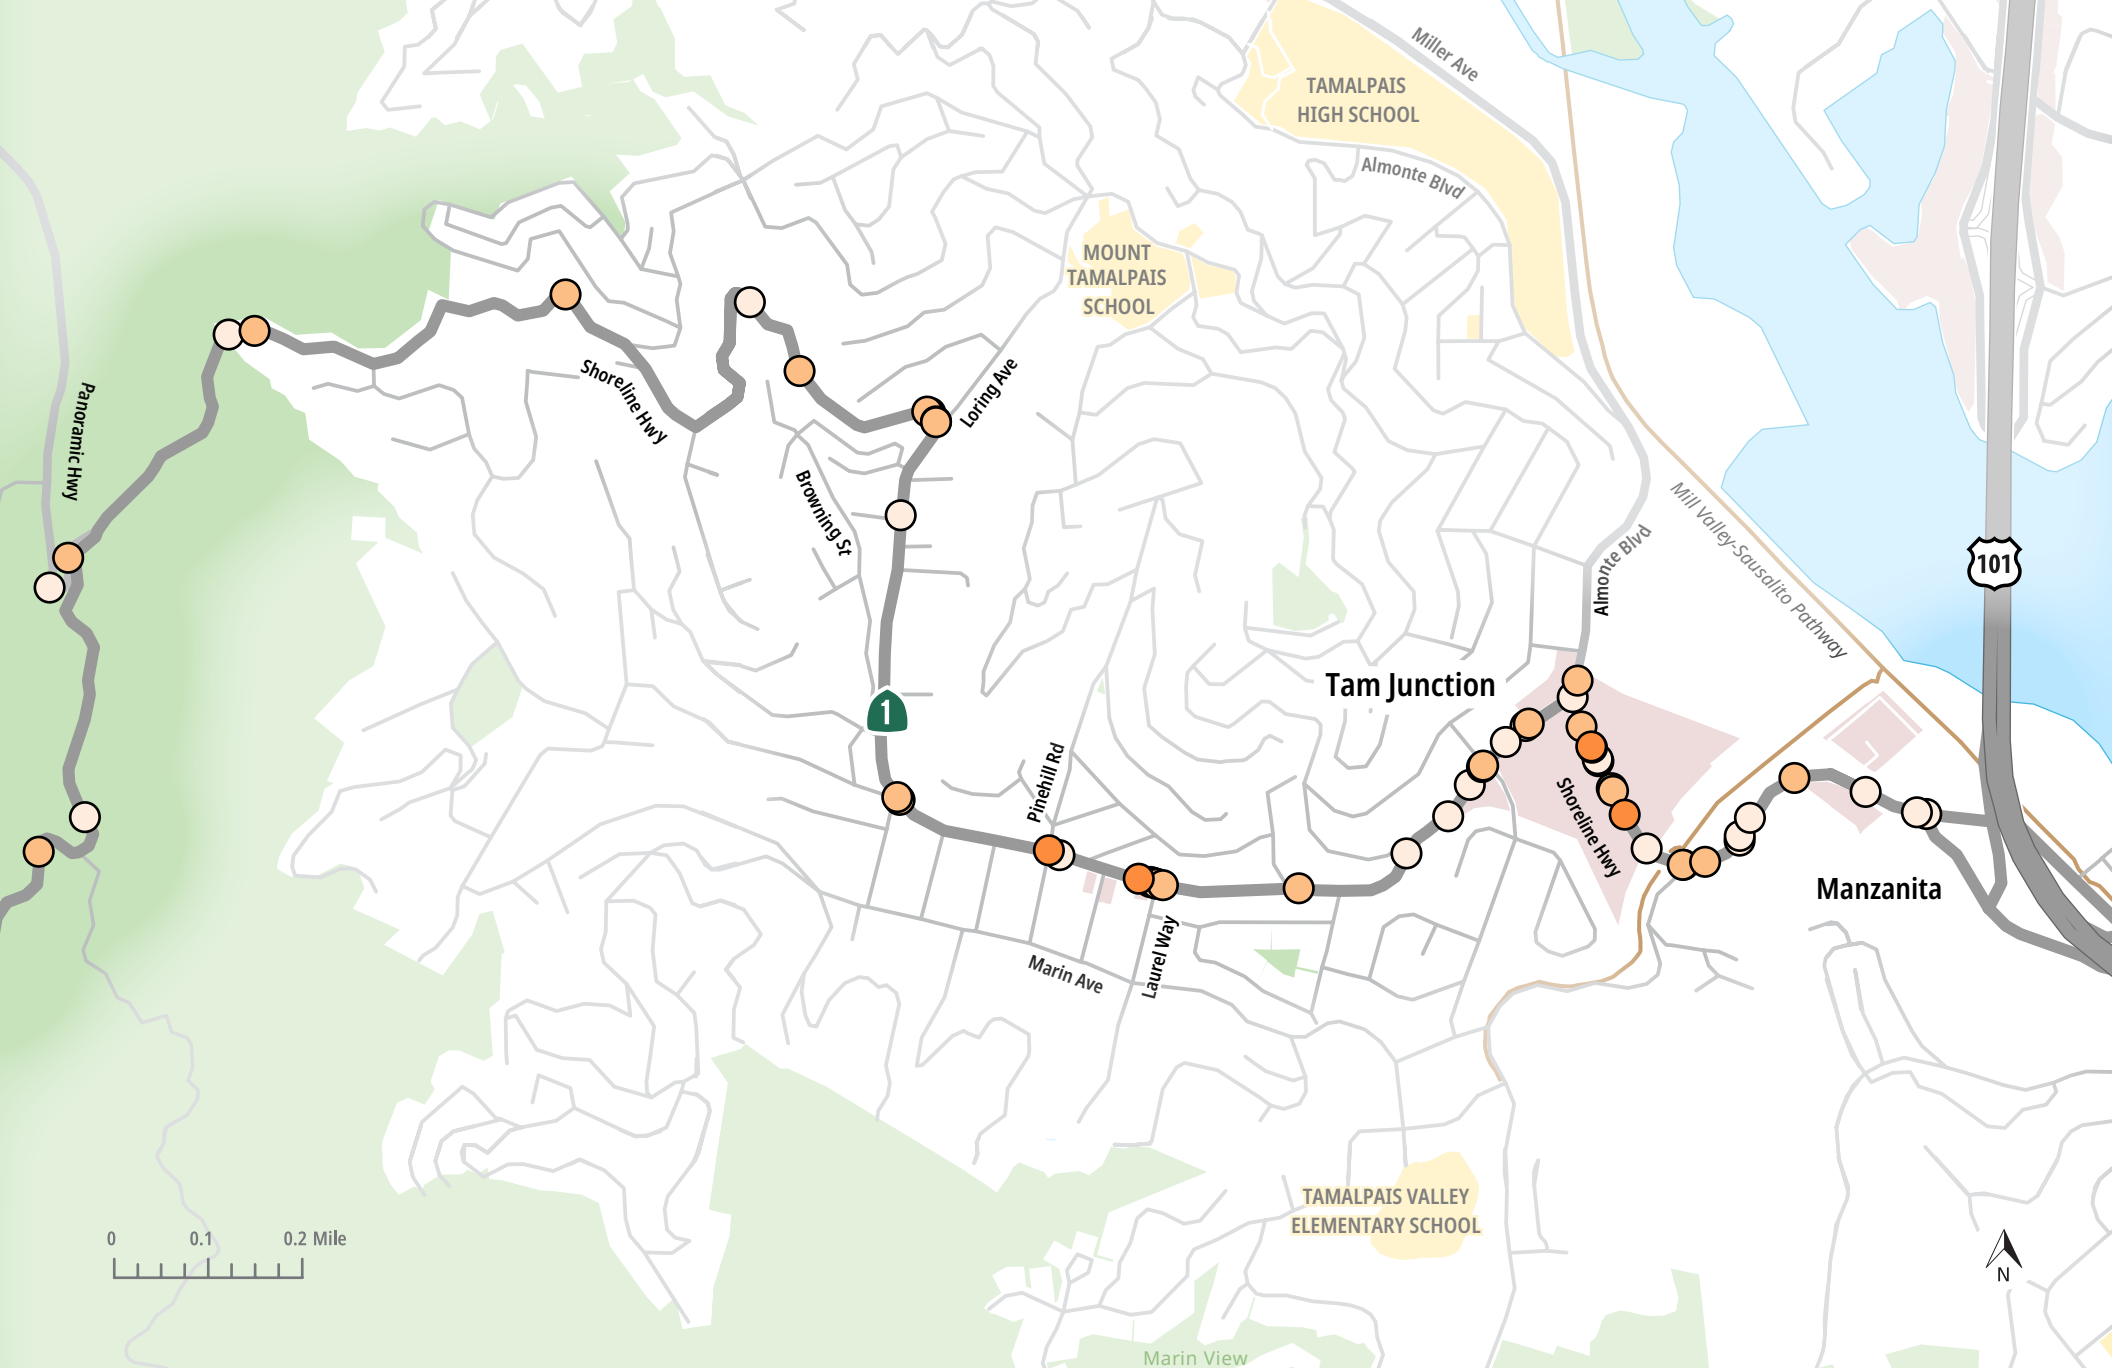 Miller Ave
TAMALPAIS
HIGH SCHOOL
Almonte Blvd
MOUNT
TAMALPAIS
SCHOOL
Panoramic Hwy
Shoreline Hwy
Loring Ave
Browning St
Mill Valley-Sausalito Pathway
101
Almonte Blvd
Tam Junction
1
Pinehill Rd
Shoreline Hwy
Manzanita
Laurel Way
Marin Ave
TAMALPAIS VALLEY
ELEMENTARY SCHOOL
0 0.1 0.2 Mile
N
Marin View